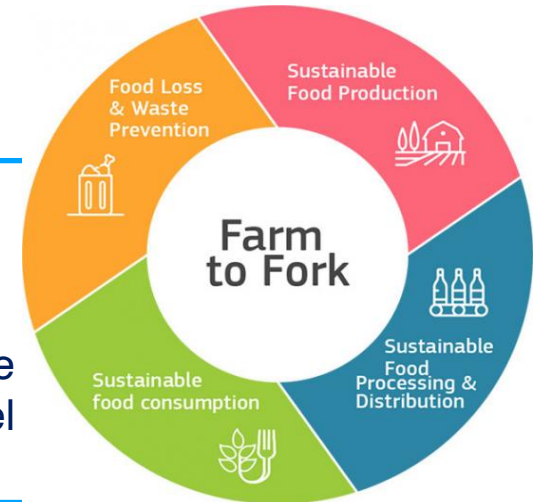 Food Loss
& Waste
Prevention
Sustainable
Food Production
Farm
to Fork
Sustainable
Food
Processing &
Distribution
Sustainable
food consumption